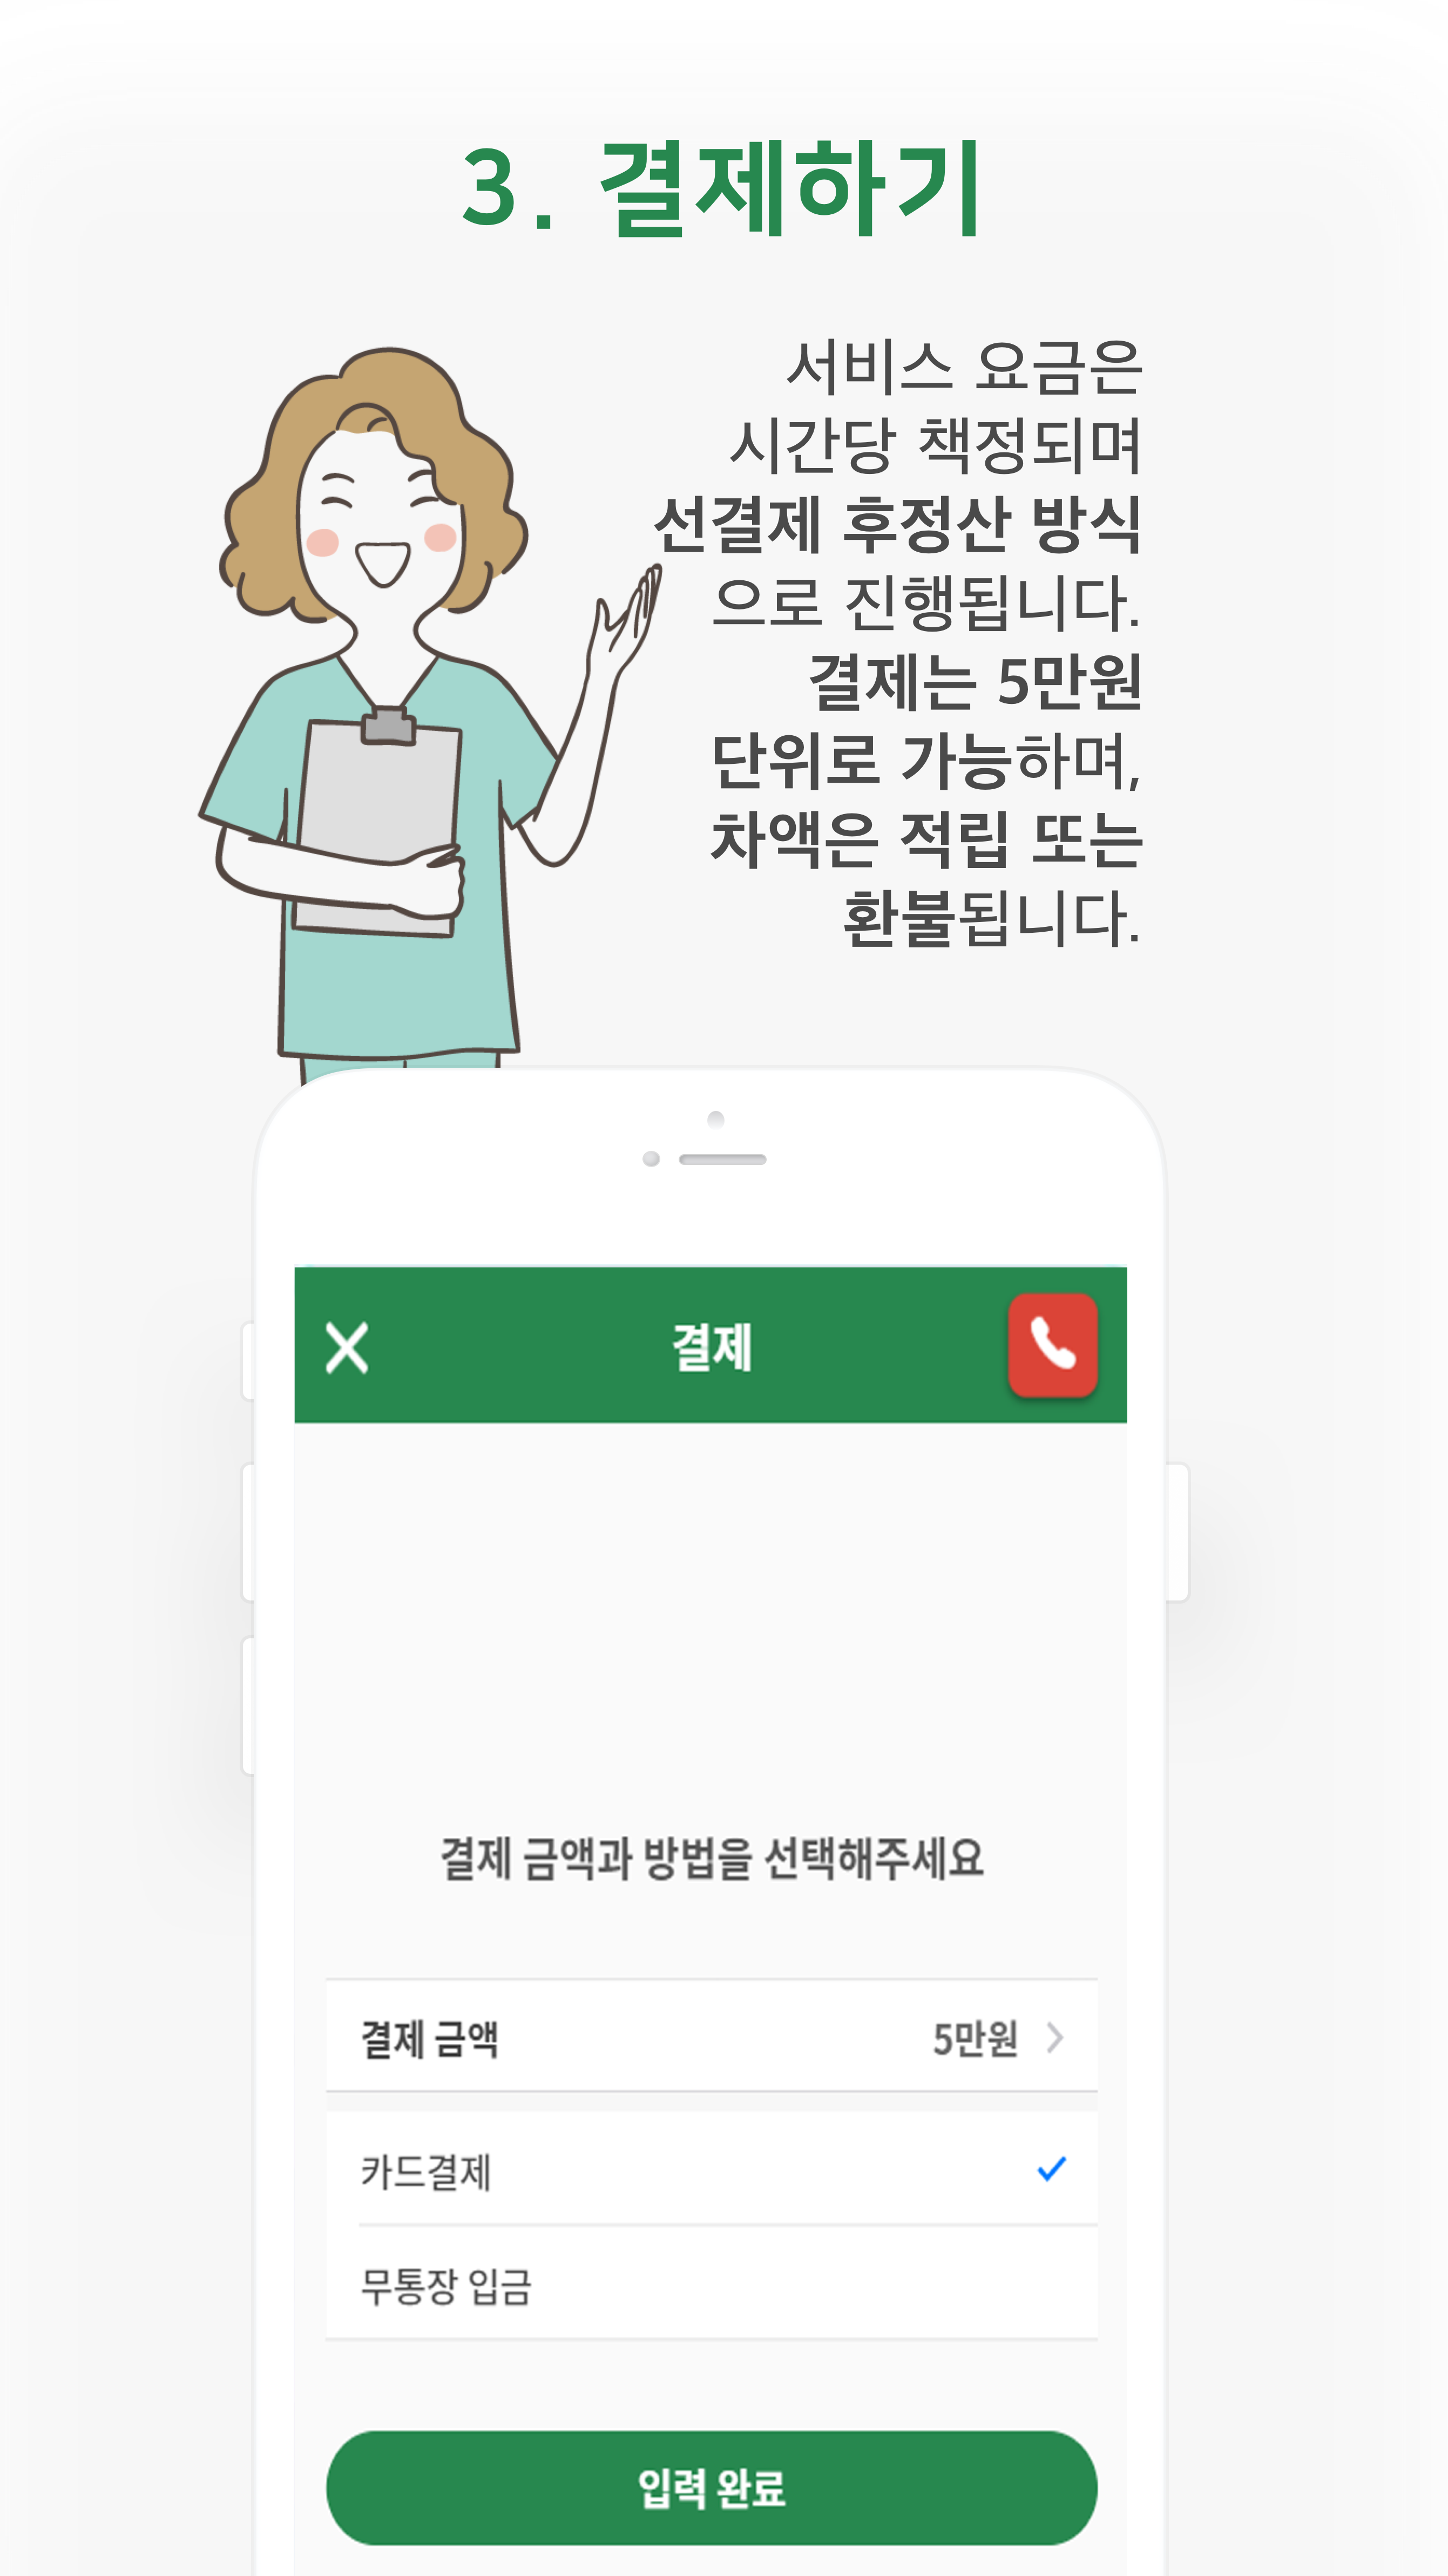 3. 결제하기
서비스 요금은
시간당 책정되며
선결제 후정산 방식
으로 진행됩니다.
결제는 5만원
단위로 가능하며,
차액은 적립 또는
환불됩니다.
결제
결제 금액과 방법을 선택해주세요
결제 금액 5만원
카드결제
무통장 입금
입력 완료